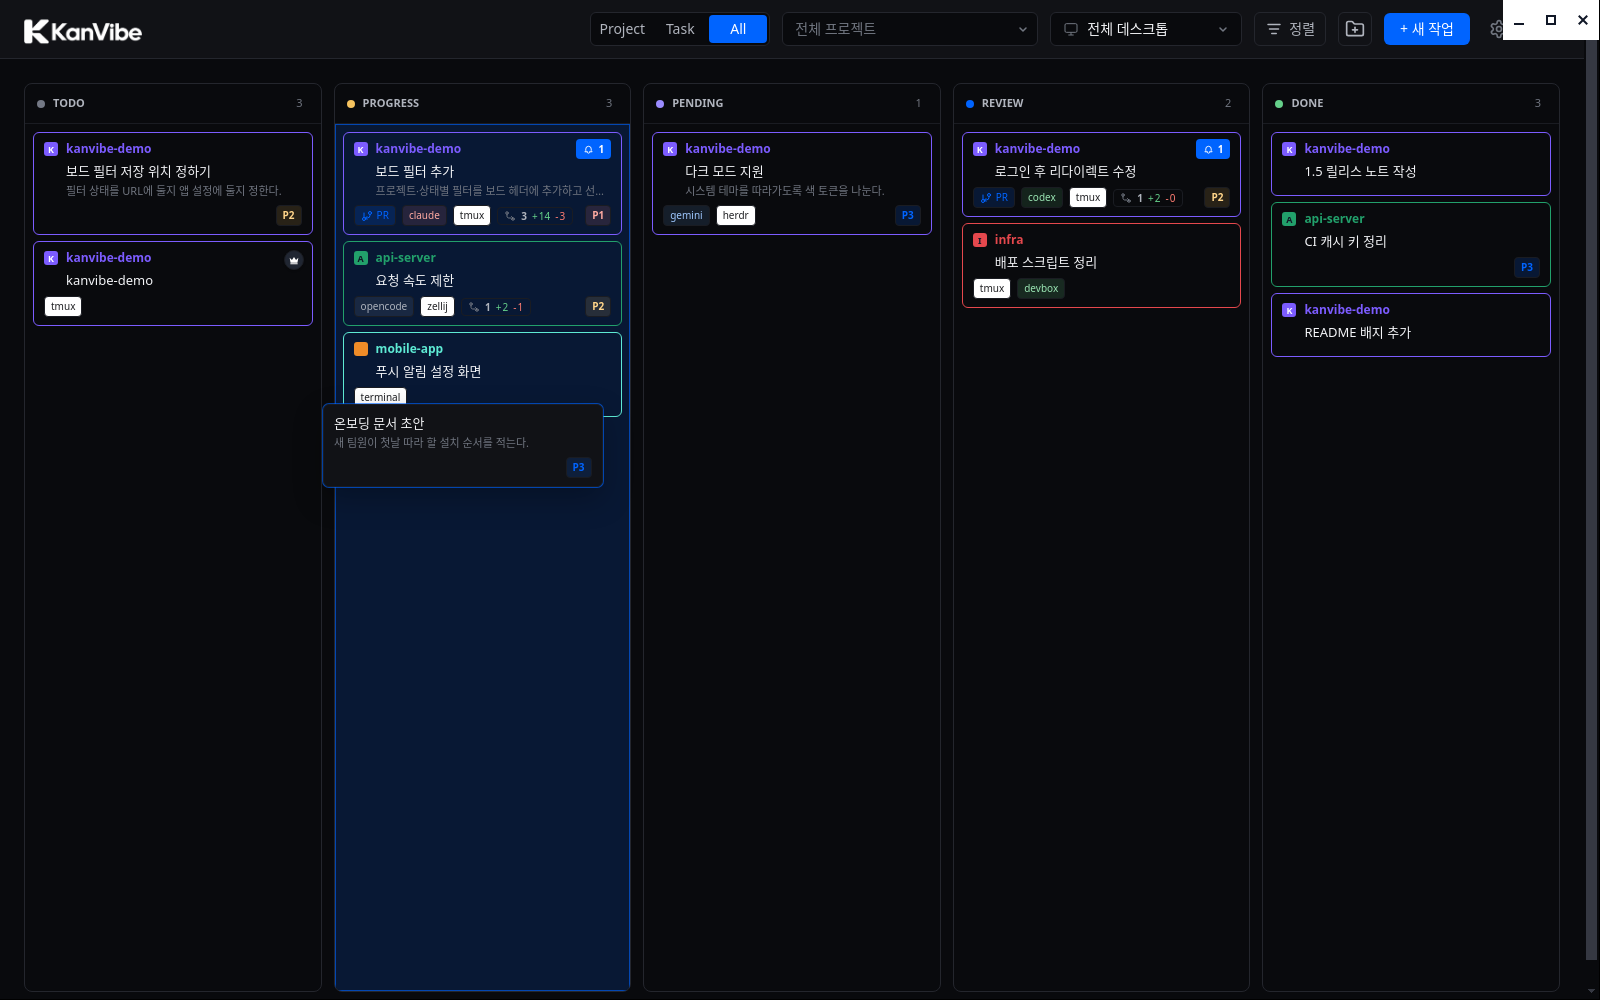 KanVibe
Project Task All
전체 프로젝트
전체 데스크톱
정렬
+ 새 작업
TODO 3
K kanvibe-demo
보드 필터 저장 위치 정하기
필터 상태를 URL에 둘지 앱 설정에 둘지 정한다.
P2
K kanvibe-demo
kanvibe-demo
tmux
PROGRESS 3
K kanvibe-demo 1
보드 필터 추가
프로젝트·상태별 필터를 보드 헤더에 추가하고 선...
PR claude tmux 3 +14 -3 P1
A api-server
요청 속도 제한
opencode zellij 1 +2 -1 P2
mobile-app
푸시 알림 설정 화면
terminal
온보딩 문서 초안
새 팀원이 첫날 따라 할 설치 순서를 적는다.
P3
PENDING 1
K kanvibe-demo
다크 모드 지원
시스템 테마를 따라가도록 색 토큰을 나눈다.
gemini herdr P3
REVIEW 2
K kanvibe-demo 1
로그인 후 리다이렉트 수정
PR codex tmux 1 +2 -0 P2
I infra
배포 스크립트 정리
tmux devbox
DONE 3
K kanvibe-demo
1.5 릴리스 노트 작성
A api-server
CI 캐시 키 정리
P3
K kanvibe-demo
README 배지 추가